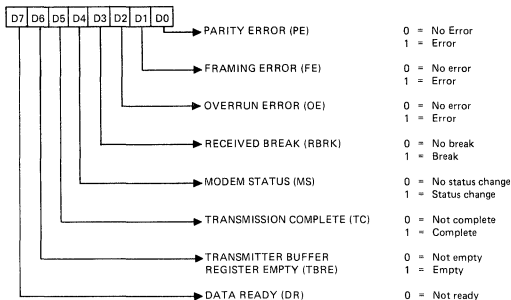 D7 D6 D5 D4 D3 D2 D1 D0
PARITY ERROR (PE) 0 = No Error
1 = Error
FRAMING ERROR (FE) 0 = No error
1 = Error
OVERRUN ERROR (OE) 0 = No error
1 = Error
RECEIVED BREAK (RBRK) 0 = No break
1 = Break
MODEM STATUS (MS) 0 = No status change
1 = Status change
TRANSMISSION COMPLETE (TC) 0 = Not complete
1 = Complete
TRANSMITTER BUFFER 0 = Not empty
REGISTER EMPTY (TBRE) 1 = Empty
DATA READY (DR) 0 = Not ready